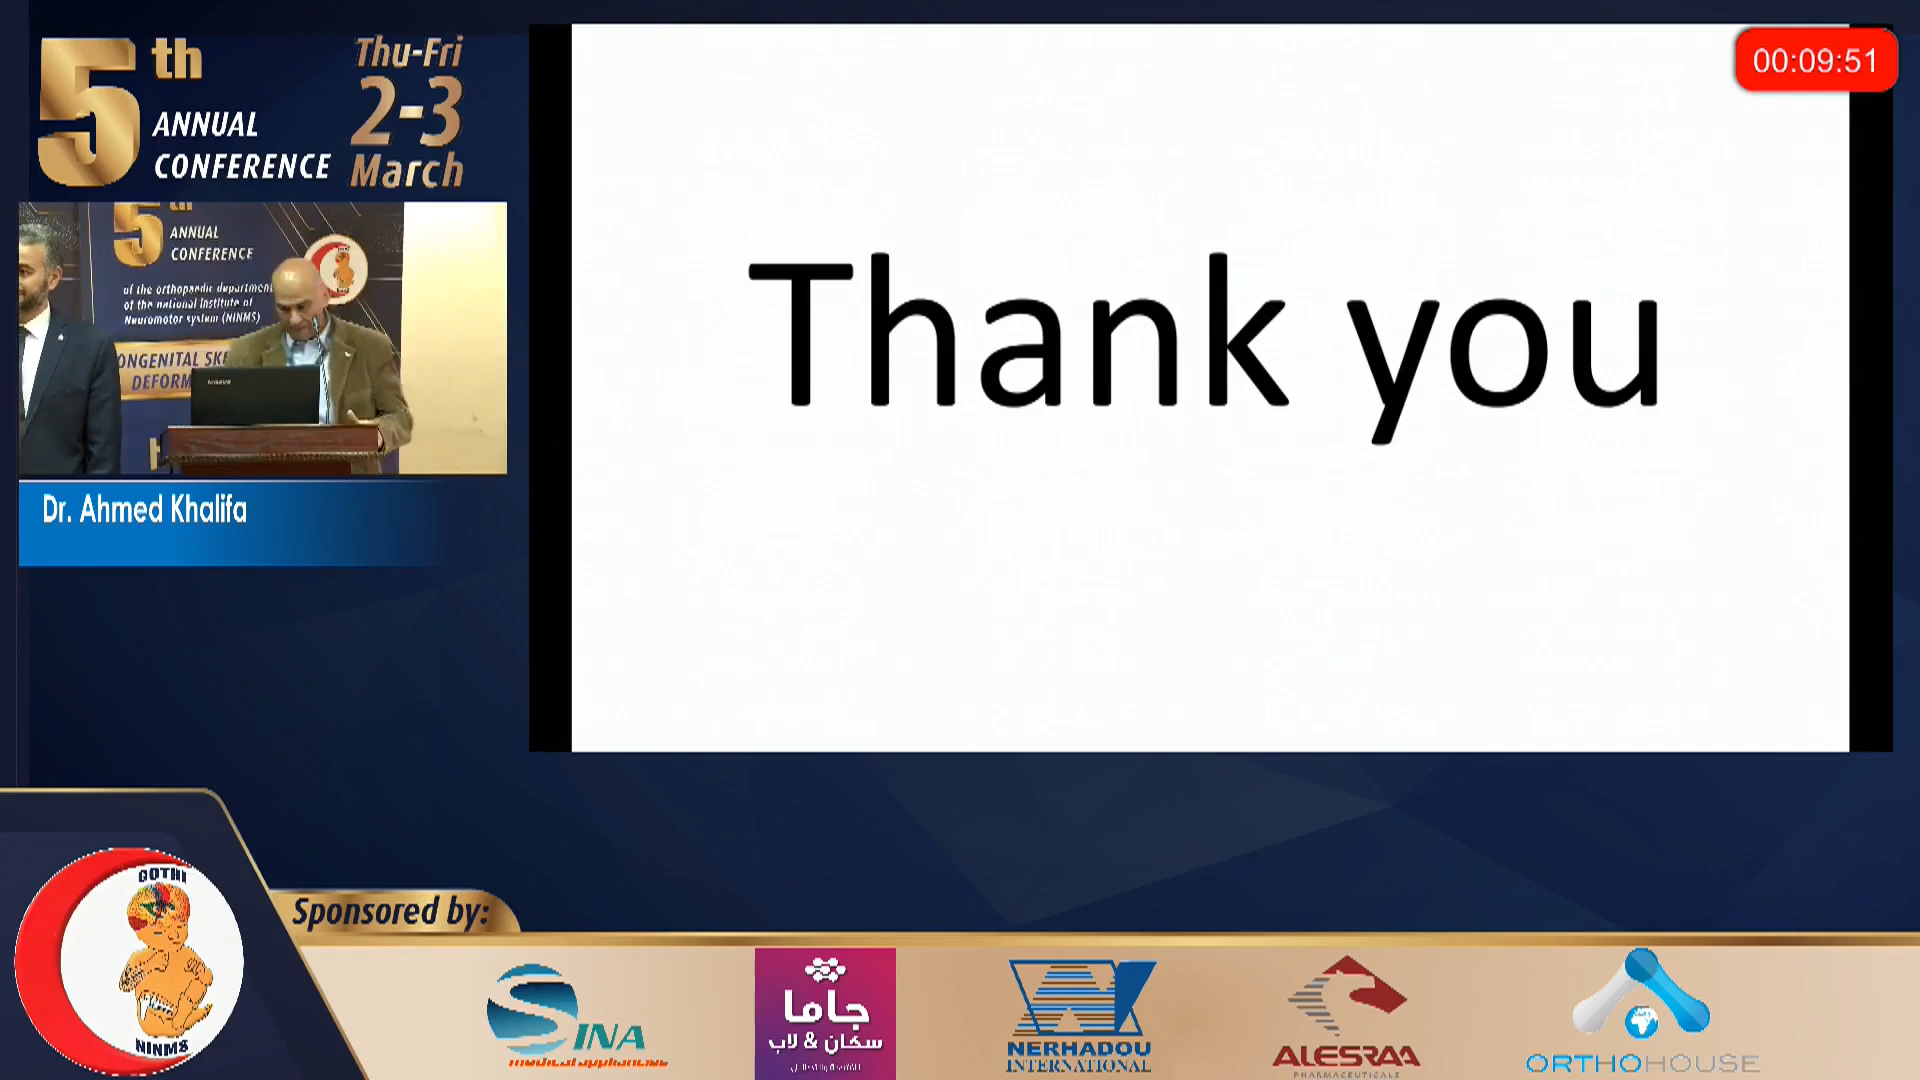 5th
ANNUAL
CONFERENCE
Thu-Fri
2-3
March
00:09:51
Thank you
5th
ANNUAL
CONFERENCE
of the orthopaedic department
of the national institute of
Neuromotor system (NINMS)
ONGENITAL SKE
DEFORM
Dr. Ahmed Khalifa
GOTHI
NINMS
Sponsored by:
SINA
medical appliances
جاما
سكان & لاب
NERHADOU
INTERNATIONAL
ALESRAA
PHARMACEUTICALS
ORTHOHOUSE